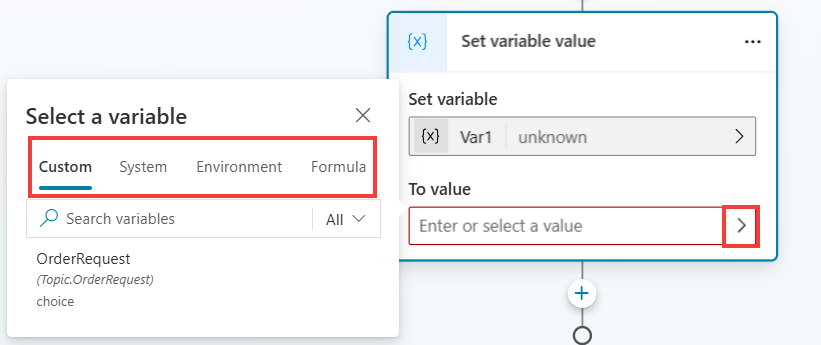 {x} Set variable value ...
Set variable
{x} Var1 unknown
To value
Enter or select a value
Select a variable
Custom System Environment Formula
Search variables All
OrderRequest
(Topic.OrderRequest)
choice